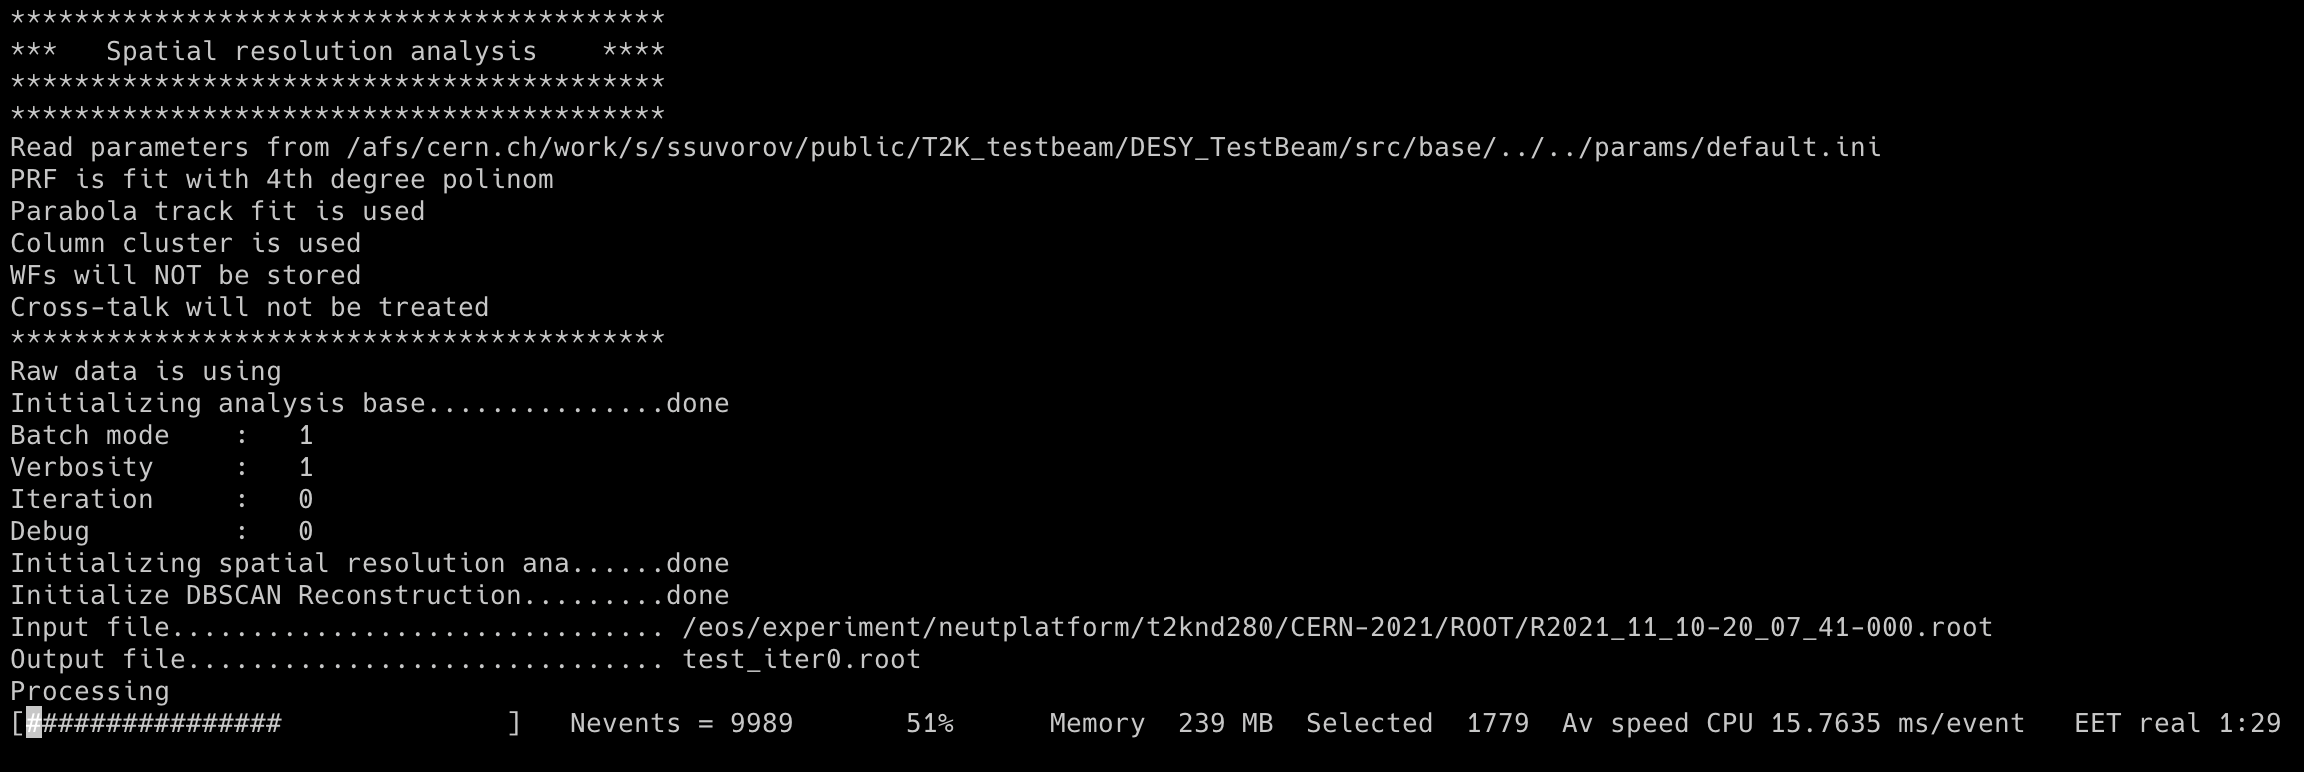 *****************************************
***   Spatial resolution analysis    ****
*****************************************
*****************************************
Read parameters from /afs/cern.ch/work/s/ssuvorov/public/T2K_testbeam/DESY_TestBeam/src/base/../../params/default.ini
PRF is fit with 4th degree polinom
Parabola track fit is used
Column cluster is used
WFs will NOT be stored
Cross-talk will not be treated
*****************************************
Raw data is using
Initializing analysis base...............done
Batch mode    :   1
Verbosity     :   1
Iteration     :   0
Debug         :   0
Initializing spatial resolution ana......done
Initialize DBSCAN Reconstruction.........done
Input file............................... /eos/experiment/neutplatform/t2knd280/CERN-2021/ROOT/R2021_11_10-20_07_41-000.root
Output file.............................. test_iter0.root
Processing
[################              ]   Nevents = 9989       51%      Memory  239 MB  Selected  1779  Av speed CPU 15.7635 ms/event   EET real 1:29